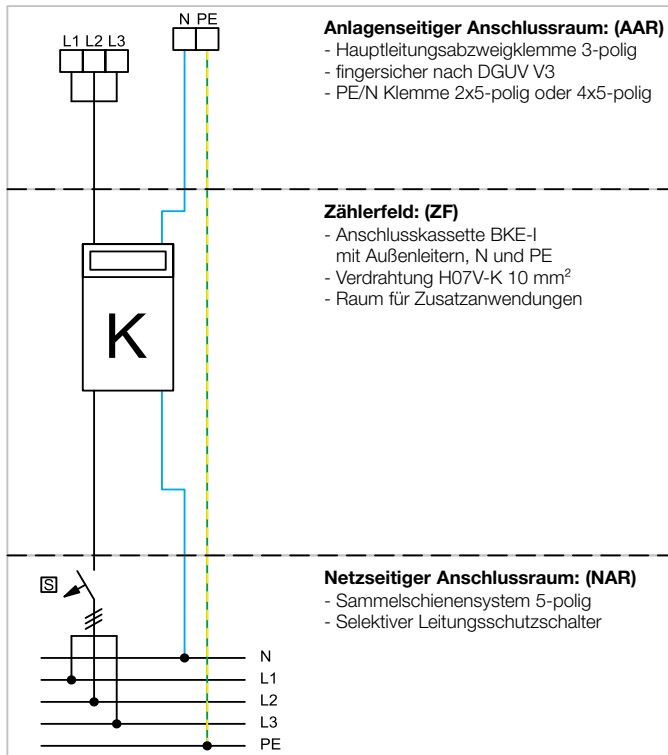 L1 L2 L3
N PE
Anlagenseitiger Anschlussraum: (AAR)
- Hauptleitungsabzweigklemme 3-polig
- fingersicher nach DGUV V3
- PE/N Klemme 2x5-polig oder 4x5-polig
Zählerfeld: (ZF)
- Anschlusskassette BKE-I
mit Außenleitern, N und PE
- Verdrahtung H07V-K 10 mm²
- Raum für Zusatzanwendungen
K
Netzseitiger Anschlussraum: (NAR)
- Sammelschienensystem 5-polig
- Selektiver Leitungsschutzschalter
S
N
L1
L2
L3
PE